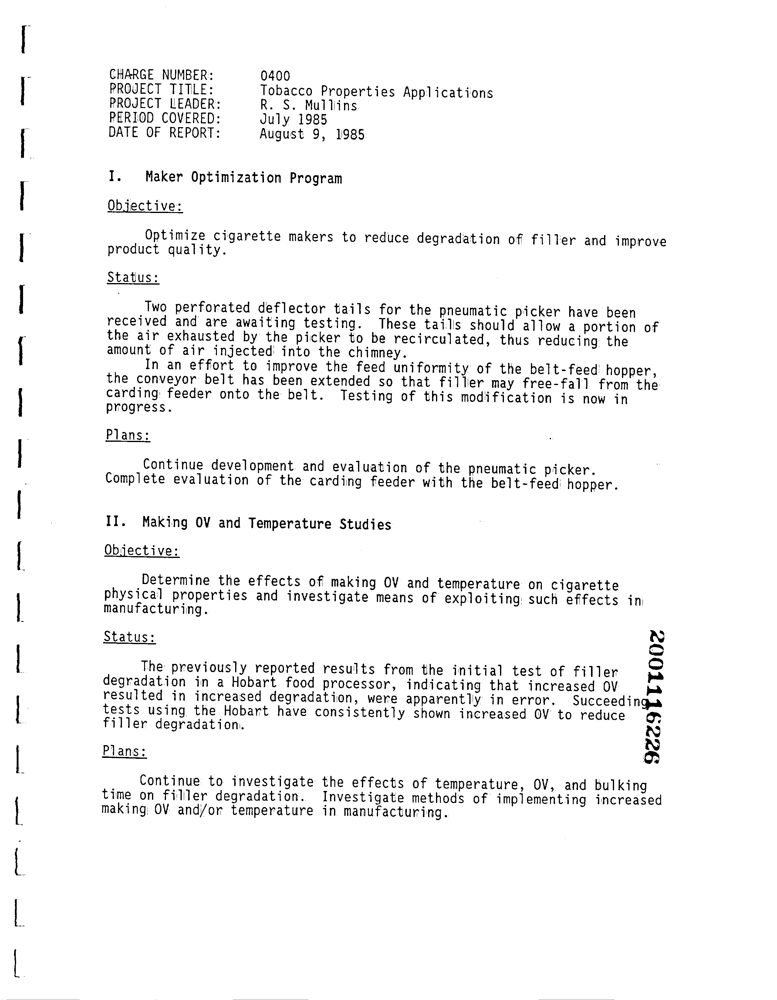 CHARGE NUMBER: 0400
PROJECT TITLE: Tobacco Properties Applications
PROJECT LEADER: R. S. Mullins
PERIOD COVERED: July 1985
DATE OF REPORT: August 9, 1985
I. Maker Optimization Program
Objective:
Optimize cigarette makers to reduce degradation of filler and improve
product quality.
Status:
Two perforated deflector tails for the pneumatic picker have been
received and are awaiting testing. These tails should allow a portion of
the air exhausted by the picker to be recirculated, thus reducing the
amount of air injected into the chimney.
In an effort to improve the feed uniformity of the belt-feed hopper,
the conveyor belt has been extended so that filler may free-fall from the
carding feeder onto the belt. Testing of this modification is now in
progress.
Plans:
Continue development and evaluation of the pneumatic picker.
Complete evaluation of the carding feeder with the belt-feed hopper.
II. Making OV and Temperature Studies
Objective:
Determine the effects of making OV and temperature on cigarette
physical properties and investigate means of exploiting such effects in
manufacturing.
Status:
The previously reported results from the initial test of filler
degradation in a Hobart food processor, indicating that increased OV
resulted in increased degradation, were apparently in error. Succeeding
tests using the Hobart have consistently shown increased OV to reduce
filler degradation.
Plans:
Continue to investigate the effects of temperature, OV, and bulking
time on filler degradation. Investigate methods of implementing increased
making OV and/or temperature in manufacturing.
2001116226